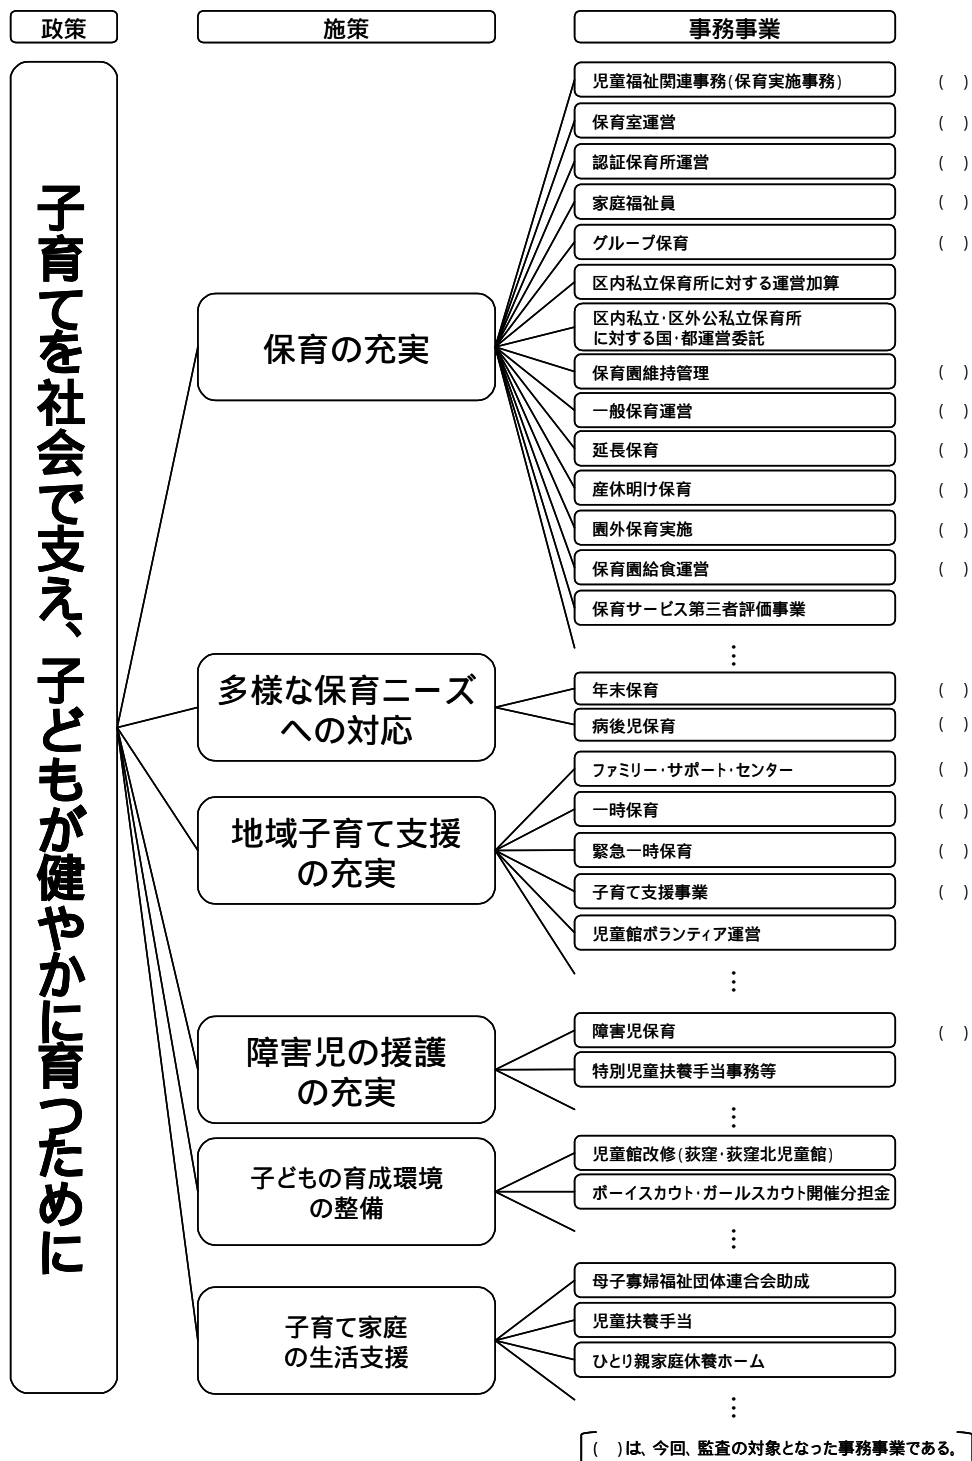 政策
施策
事務事業
子育てを社会で支え、子どもが健やかに育つために
保育の充実
児童福祉関連事務(保育実施事務) ( )
保育室運営 ( )
認証保育所運営 ( )
家庭福祉員 ( )
グループ保育 ( )
区内私立保育所に対する運営加算
区内私立・区外公私立保育所
に対する国・都運営委託
保育園維持管理 ( )
一般保育運営 ( )
延長保育 ( )
産休明け保育 ( )
園外保育実施 ( )
保育園給食運営 ( )
保育サービス第三者評価事業
⋮
多様な保育ニーズ
への対応
年末保育 ( )
病後児保育 ( )
地域子育て支援
の充実
ファミリー・サポート・センター ( )
一時保育 ( )
緊急一時保育 ( )
子育て支援事業 ( )
児童館ボランティア運営
⋮
障害児の援護
の充実
障害児保育 ( )
特別児童扶養手当事務等
⋮
子どもの育成環境
の整備
児童館改修(荻窪・荻窪北児童館)
ボーイスカウト・ガールスカウト開催分担金
⋮
子育て家庭
の生活支援
母子寡婦福祉団体連合会助成
児童扶養手当
ひとり親家庭休養ホーム
⋮
( )は、今回、監査の対象となった事務事業である。